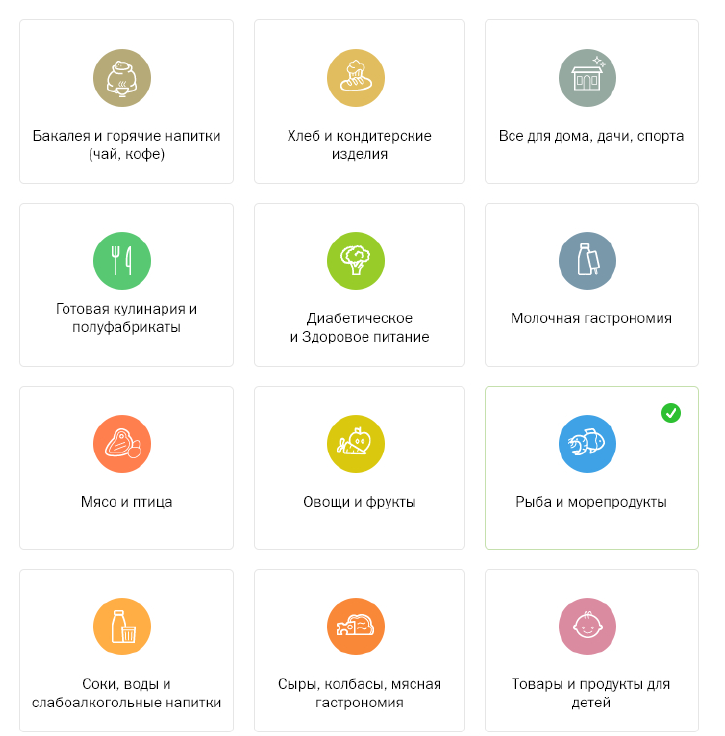 Бакалея и горячие напитки
(чай, кофе)
Хлеб и кондитерские
изделия
Все для дома, дачи, спорта
Готовая кулинария и
полуфабрикаты
Диабетическое
и Здоровое питание
Молочная гастрономия
Мясо и птица
Овощи и фрукты
Рыба и морепродукты
Соки, воды и
слабоалкогольные напитки
Сыры, колбасы, мясная
гастрономия
Товары и продукты для
детей